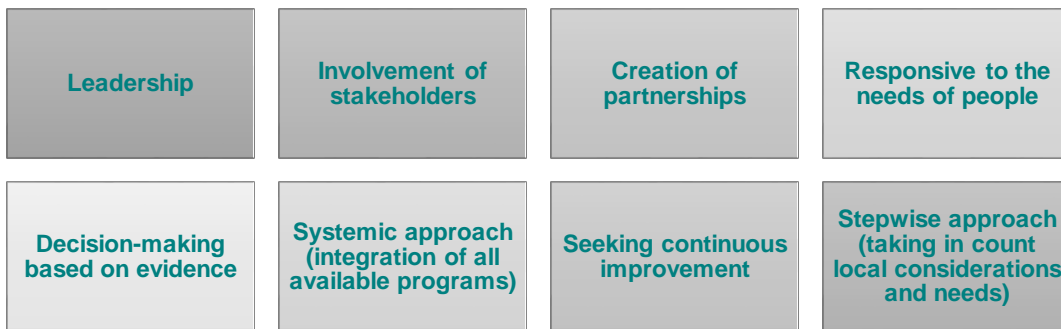 Leadership
Involvement of
stakeholders
Creation of
partnerships
Responsive to the
needs of people
Decision-making
based on evidence
Systemic approach
(integration of all
available programs)
Seeking continuous
improvement
Stepwise approach
(taking in count
local considerations
and needs)